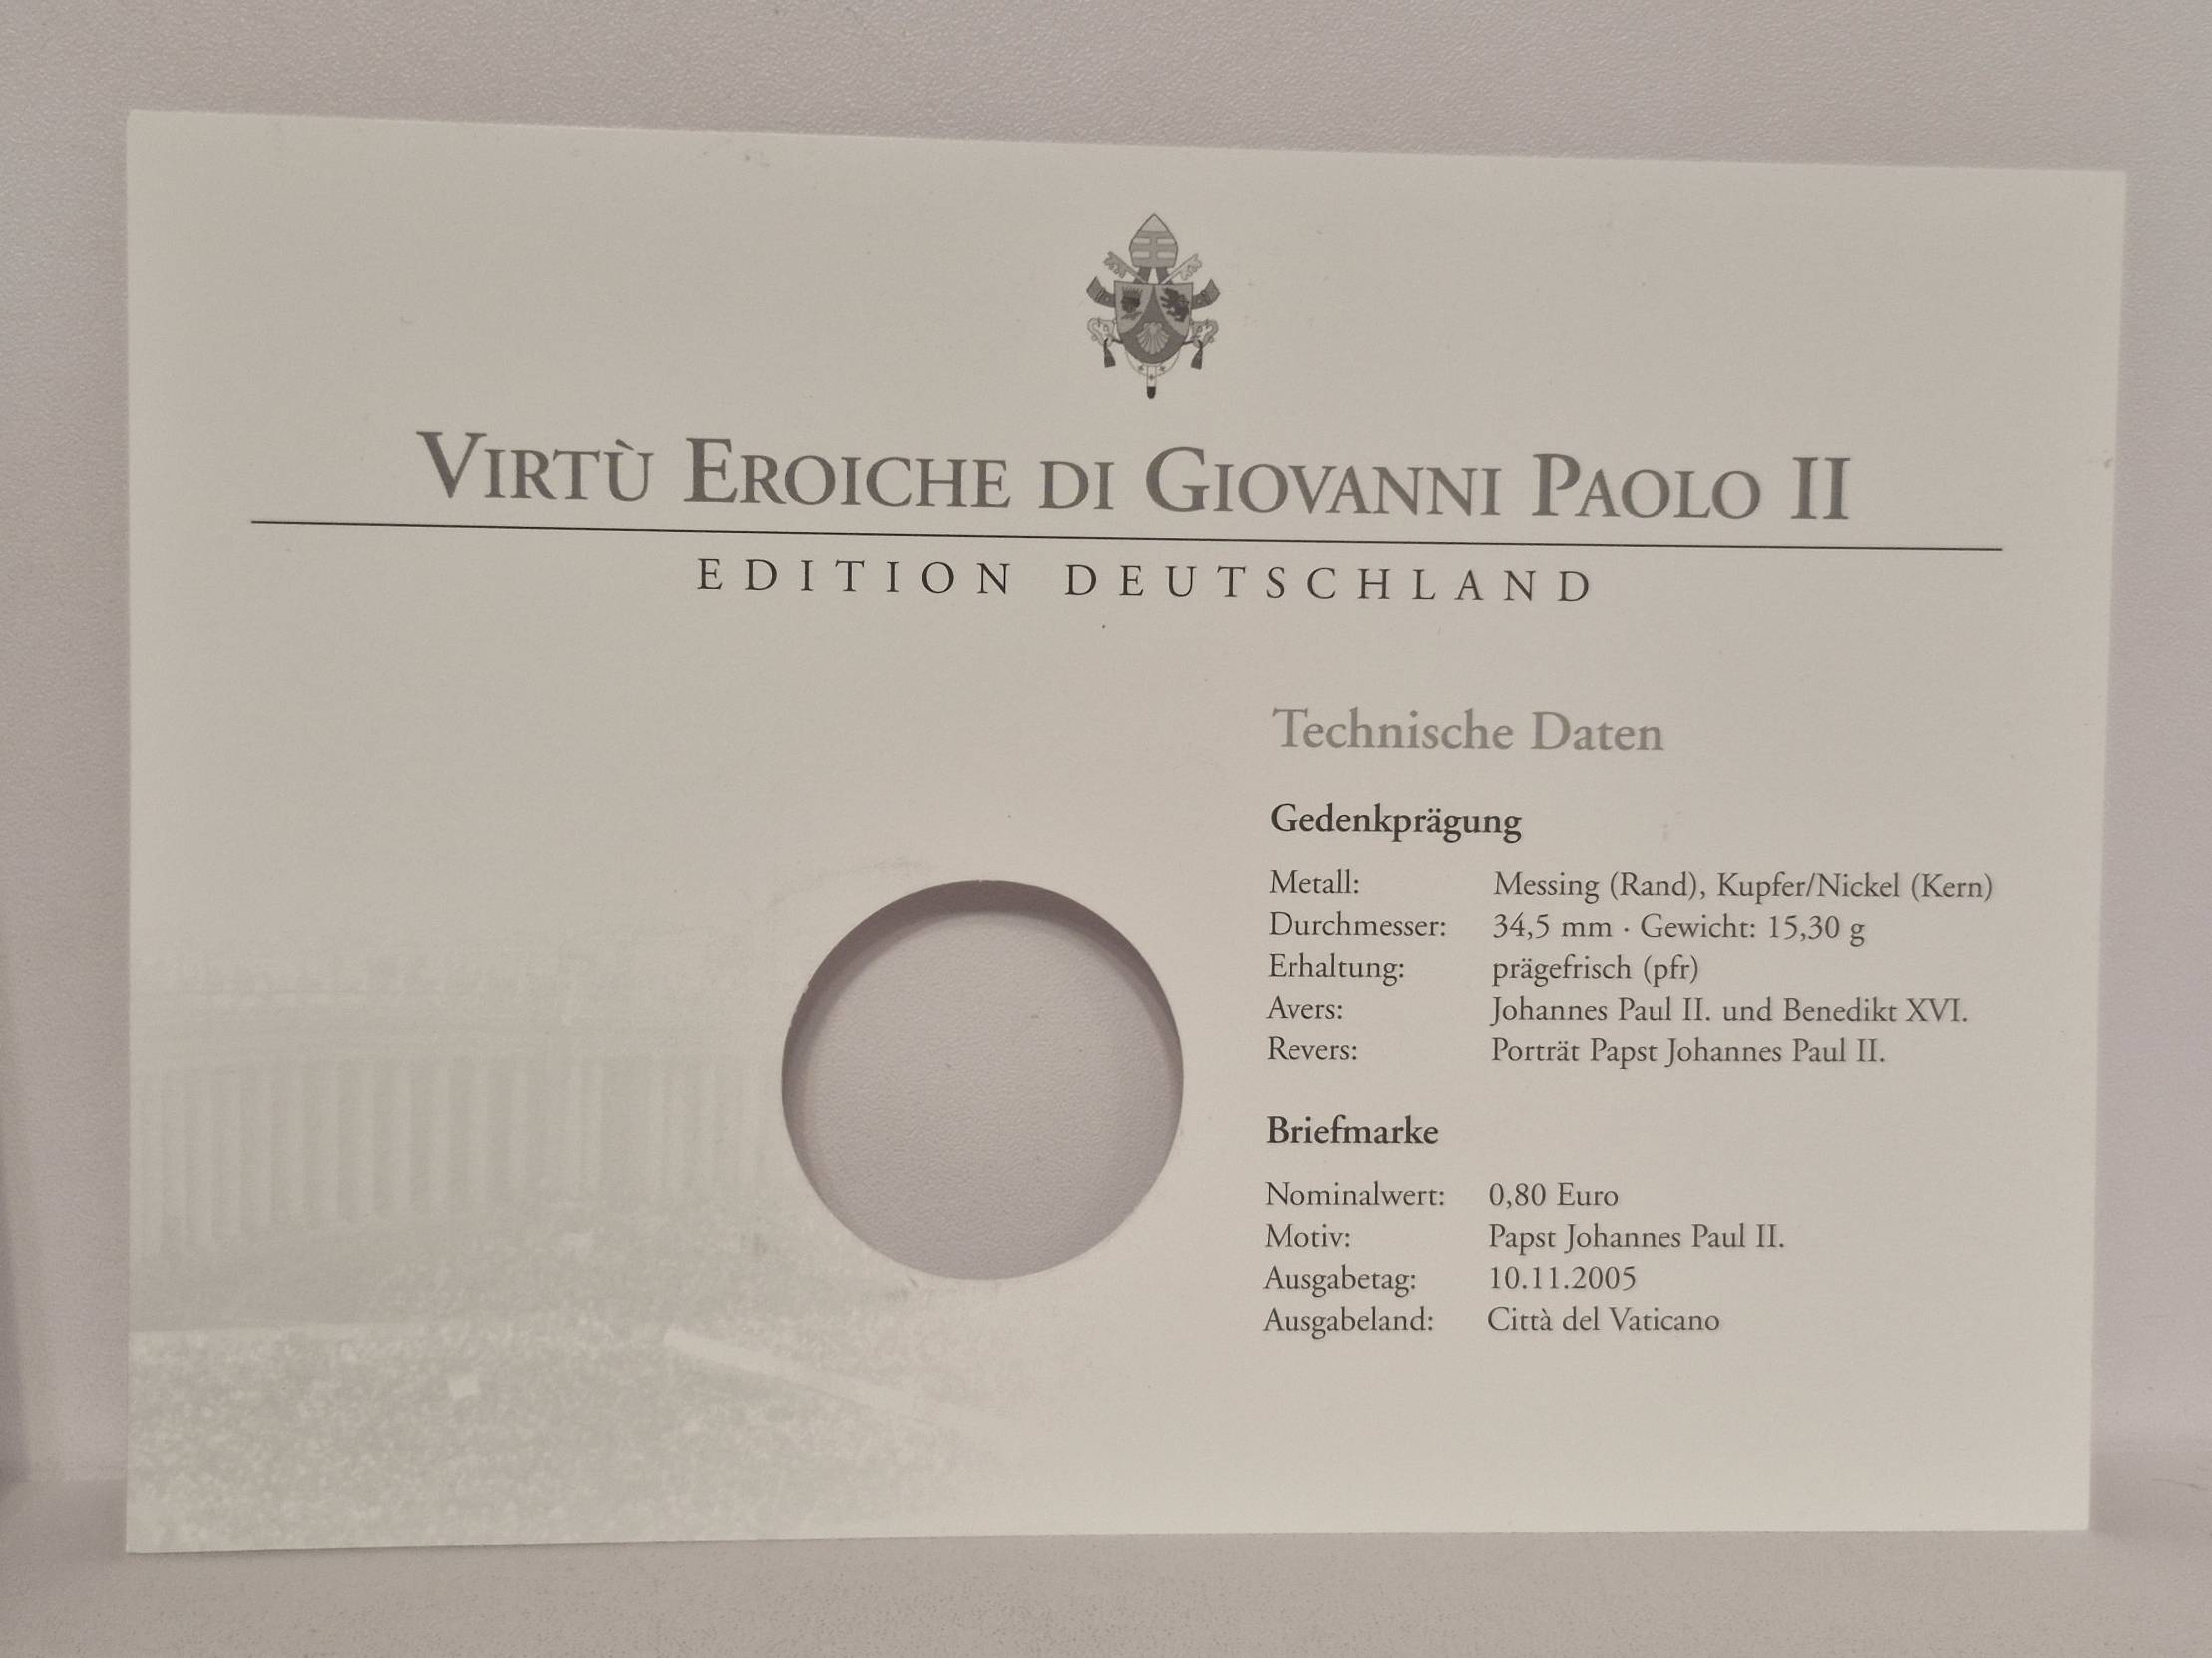 VIRTÙ EROICHE DI GIOVANNI PAOLO II
EDITION DEUTSCHLAND
Technische Daten
Gedenkprägung
Metall: Messing (Rand), Kupfer/Nickel (Kern)
Durchmesser: 34,5 mm · Gewicht: 15,30 g
Erhaltung: prägefrisch (pfr)
Avers: Johannes Paul II. und Benedikt XVI.
Revers: Porträt Papst Johannes Paul II.
Briefmarke
Nominalwert: 0,80 Euro
Motiv: Papst Johannes Paul II.
Ausgabetag: 10.11.2005
Ausgabeland: Città del Vaticano